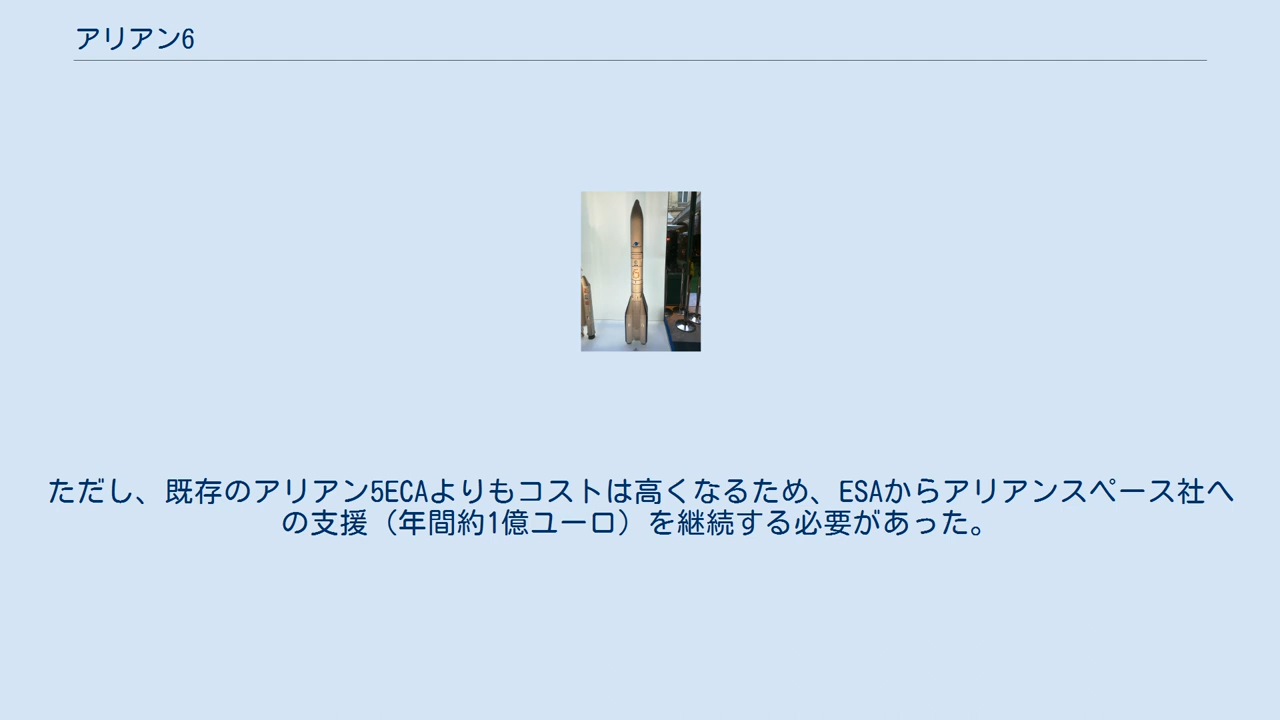 アリアン6
ただし、既存のアリアン5ECAよりもコストは高くなるため、ESAからアリアンスペース社へ
の支援（年間約1億ユーロ）を継続する必要があった。